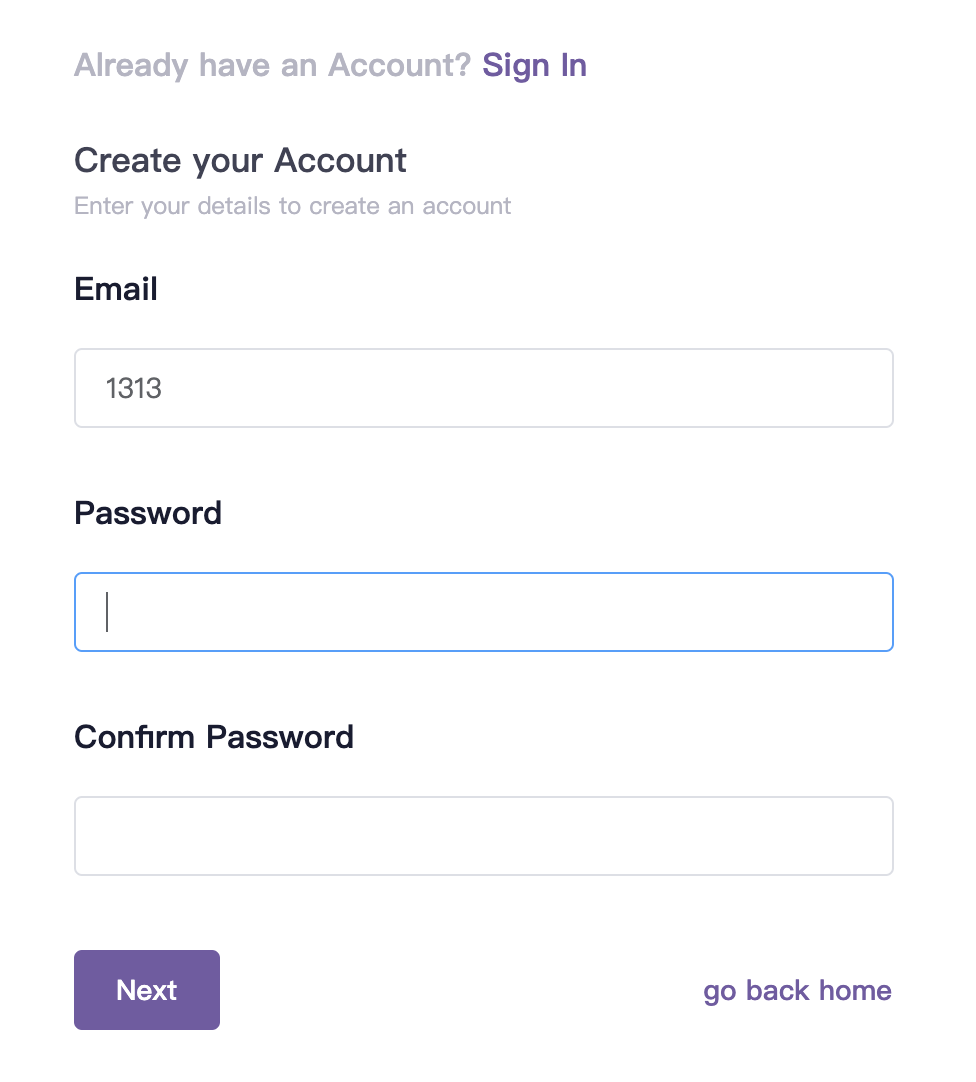 Already have an Account? Sign In
Create your Account
Enter your details to create an account
Email
1313
Password
Confirm Password
Next
go back home